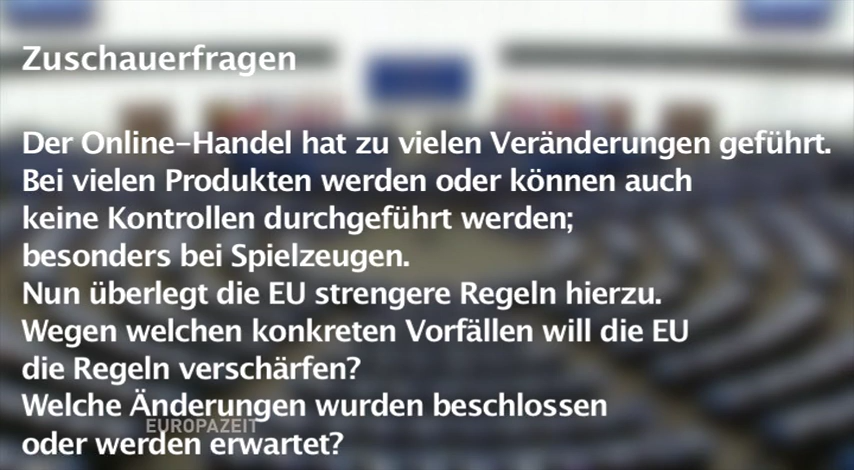 Zuschauerfragen
Der Online-Handel hat zu vielen Veränderungen geführt.
Bei vielen Produkten werden oder können auch
keine Kontrollen durchgeführt werden;
besonders bei Spielzeugen.
Nun überlegt die EU strengere Regeln hierzu.
Wegen welchen konkreten Vorfällen will die EU
die Regeln verschärfen?
Welche Änderungen wurden beschlossen
EUROPAZEIT
oder werden erwartet?